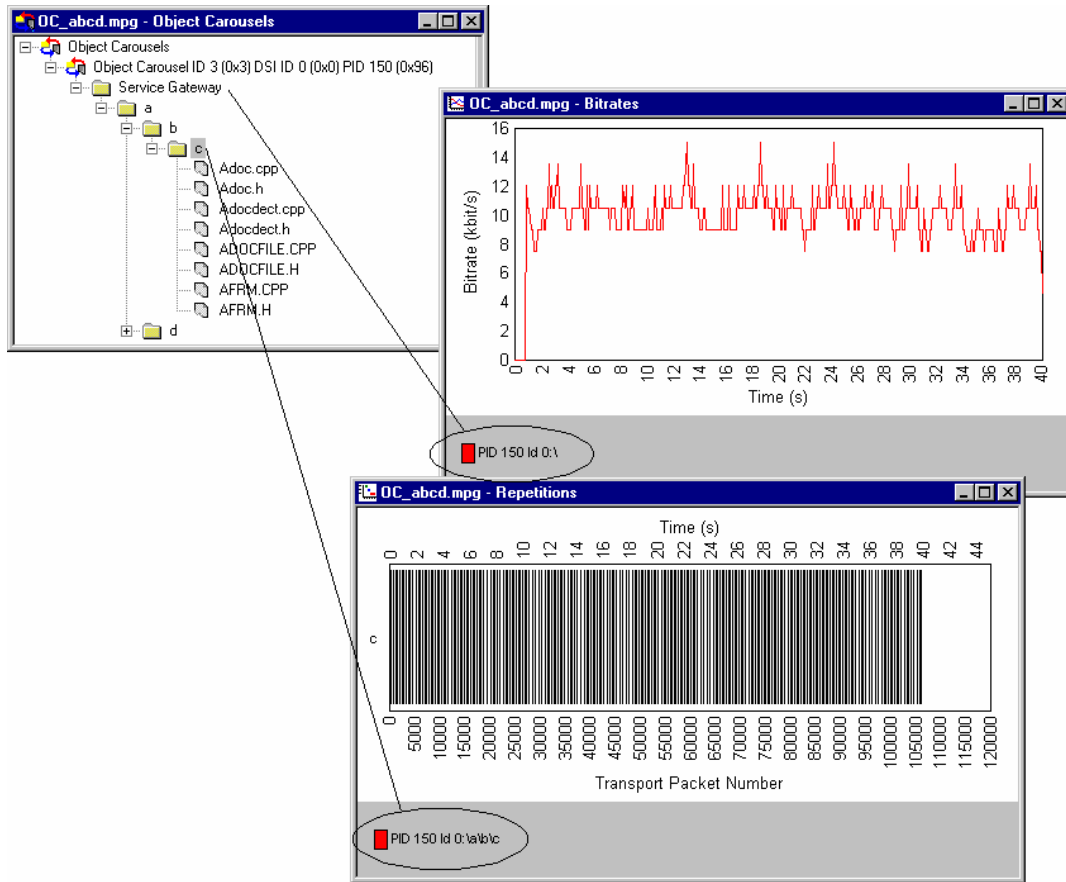 OC_abcd.mpg - Object Carousels
Object Carousels
Object Carousel ID 3 (0x3) DSI ID 0 (0x0) PID 150 (0x96)
Service Gateway
a
b
c
Adoc.cpp
Adoc.h
Adocdect.cpp
Adocdect.h
ADOCFILE.CPP
ADOCFILE.H
AFRM.CPP
AFRM.H
d
OC_abcd.mpg - Bitrates
Bitrate (kbit/s)
16
14
12
10
8
6
4
2
0
0 2 4 6 8 10 12 14 16 18 20 22 24 26 28 30 32 34 36 38 40
Time (s)
PID 150 Id 0:\
OC_abcd.mpg - Repetitions
Time (s)
0 2 4 6 8 10 12 14 16 18 20 22 24 26 28 30 32 34 36 38 40 42 44
c
0 5000 10000 15000 20000 25000 30000 35000 40000 45000 50000 55000 60000 65000 70000 75000 80000 85000 90000 95000 100000 105000 110000 115000 120000
Transport Packet Number
PID 150 Id 0:\a\b\c